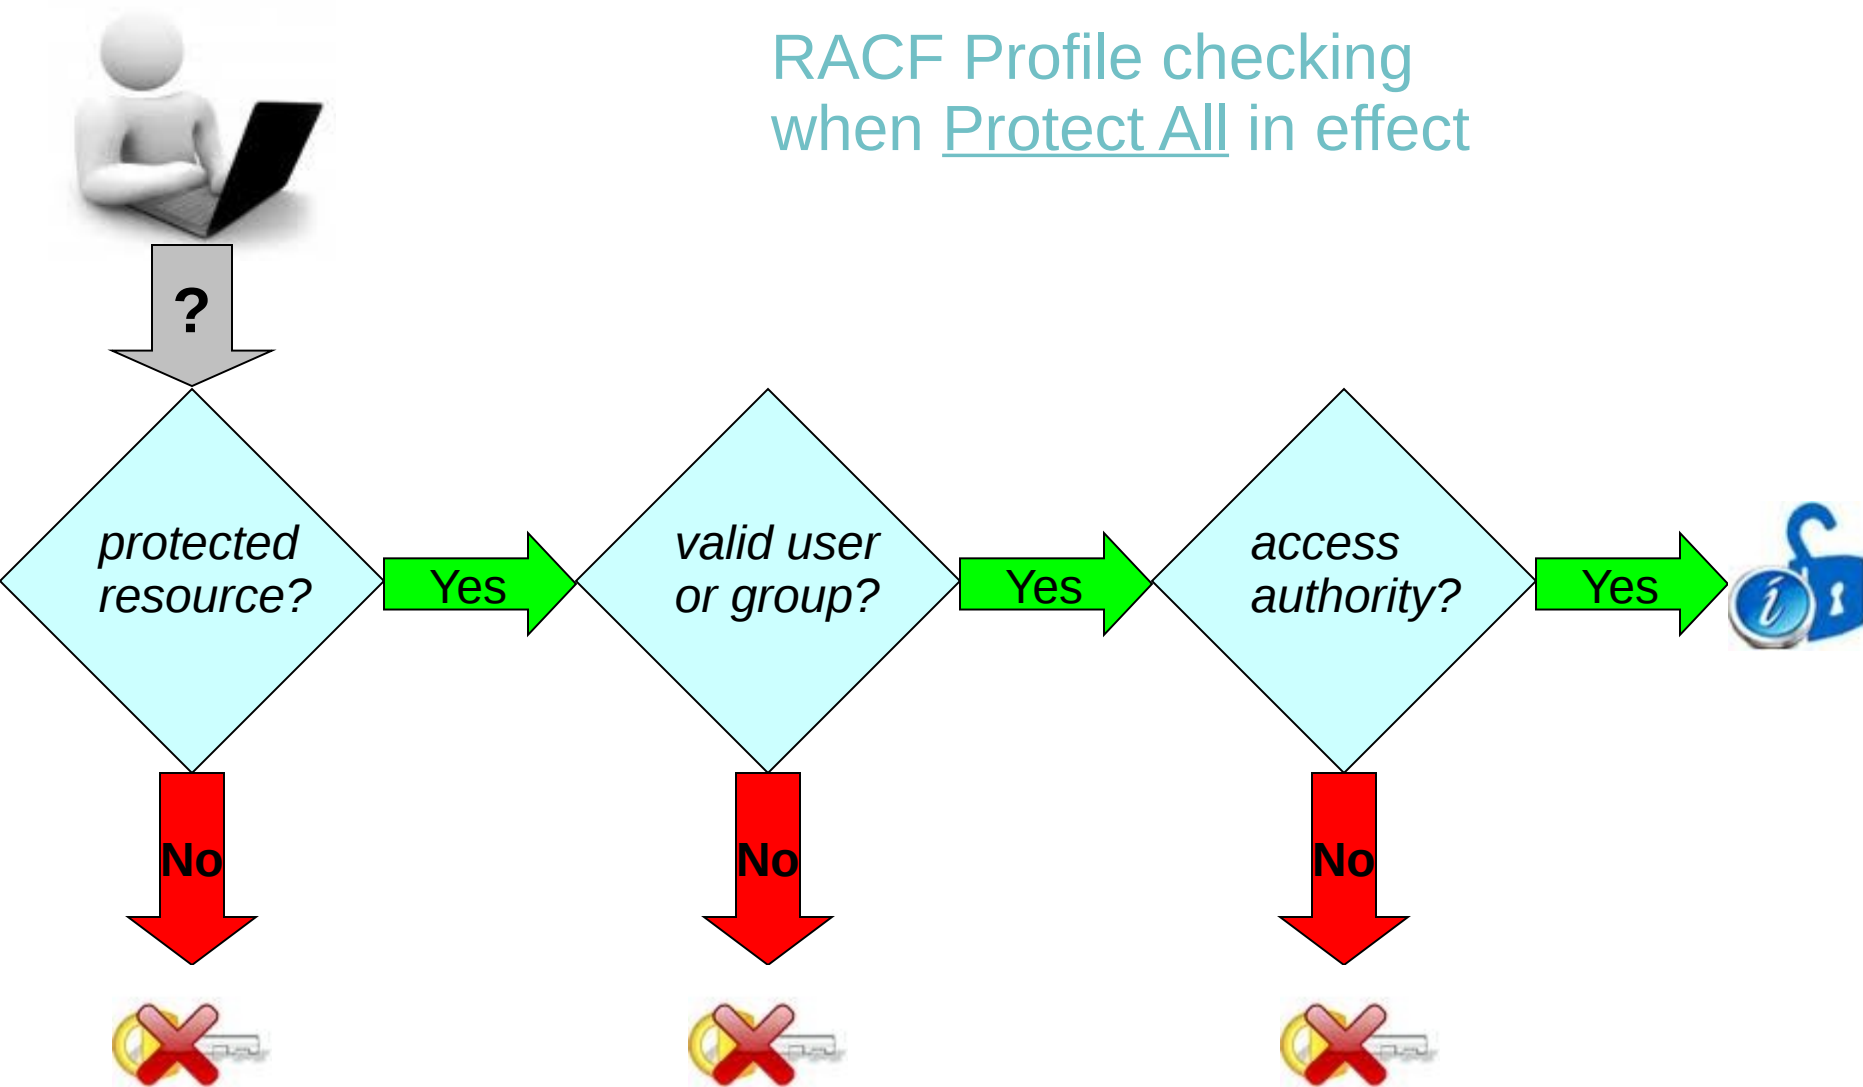 RACF Profile checking
when Protect All in effect
?
protected
resource?
Yes
valid user
or group?
Yes
access
authority?
Yes
i
No
No
No